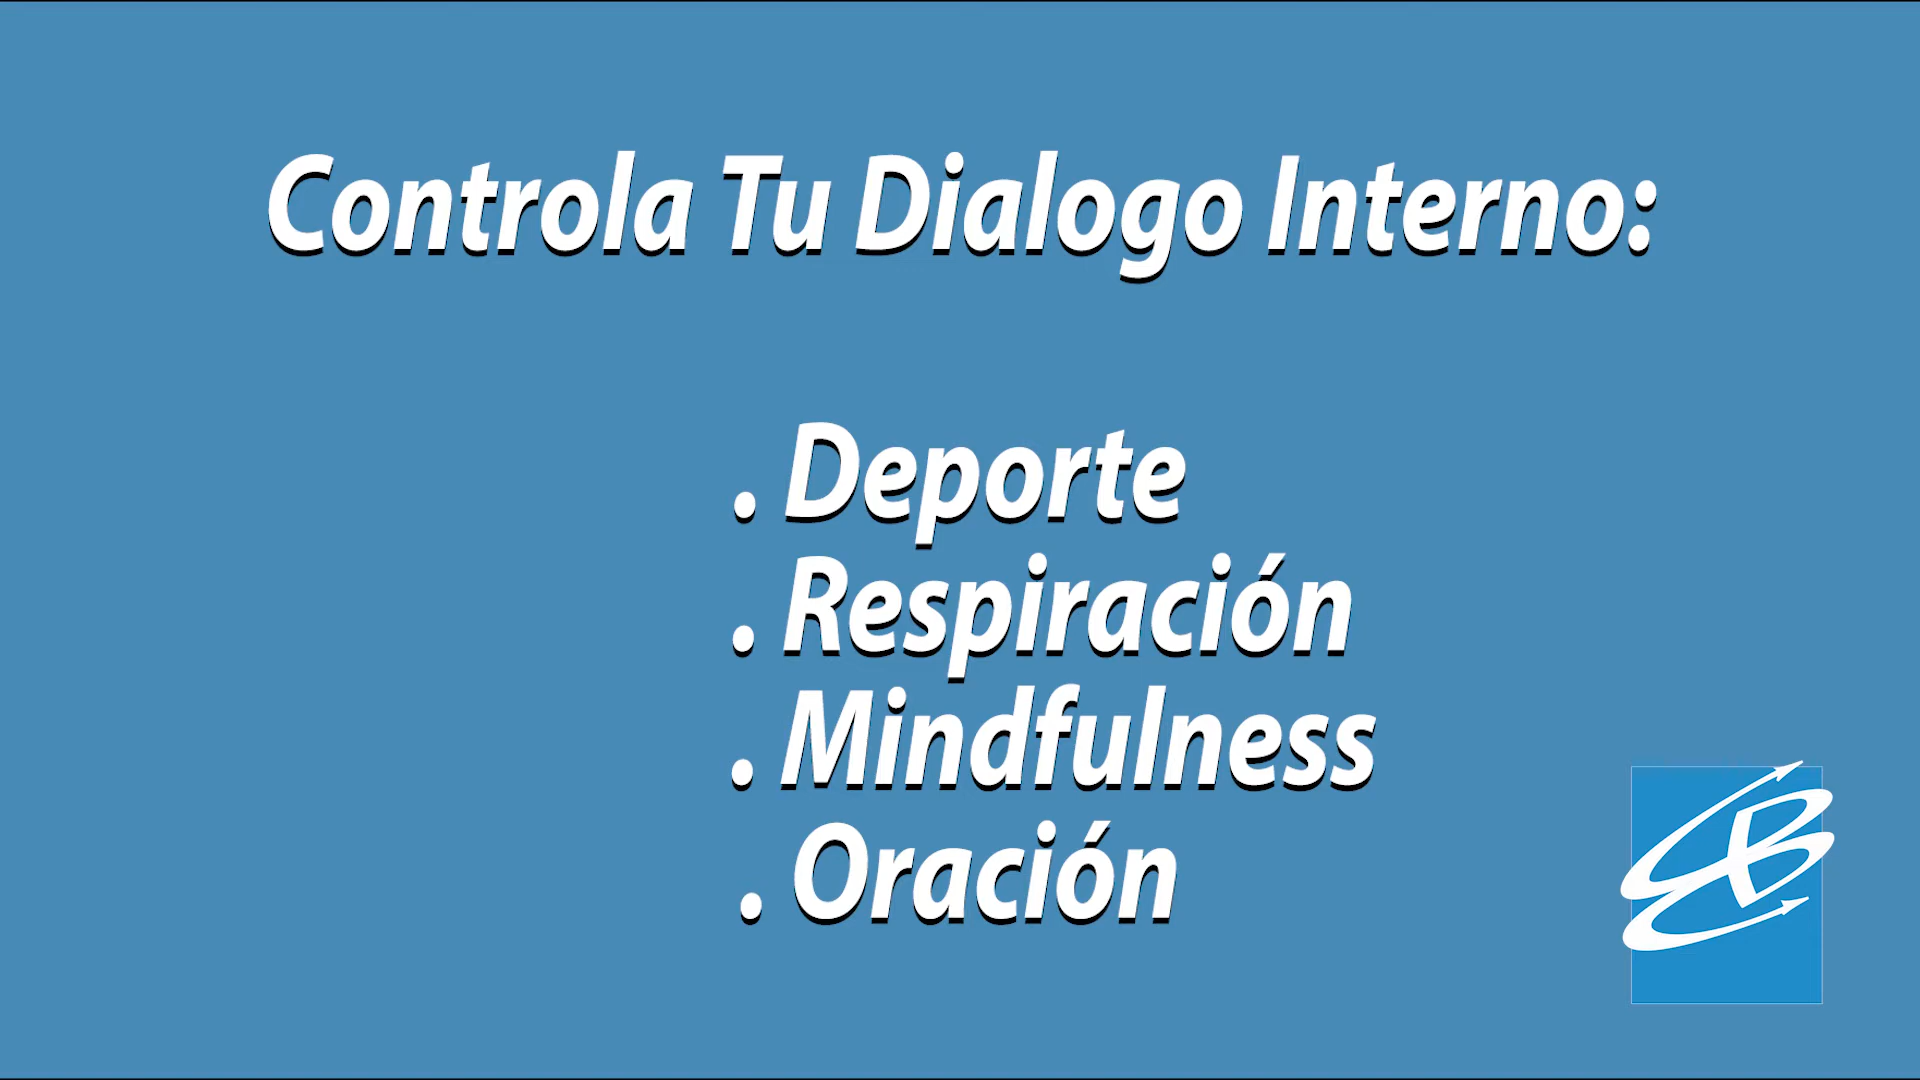 Controla Tu Dialogo Interno:
. Deporte
. Respiración
. Mindfulness
. Oración